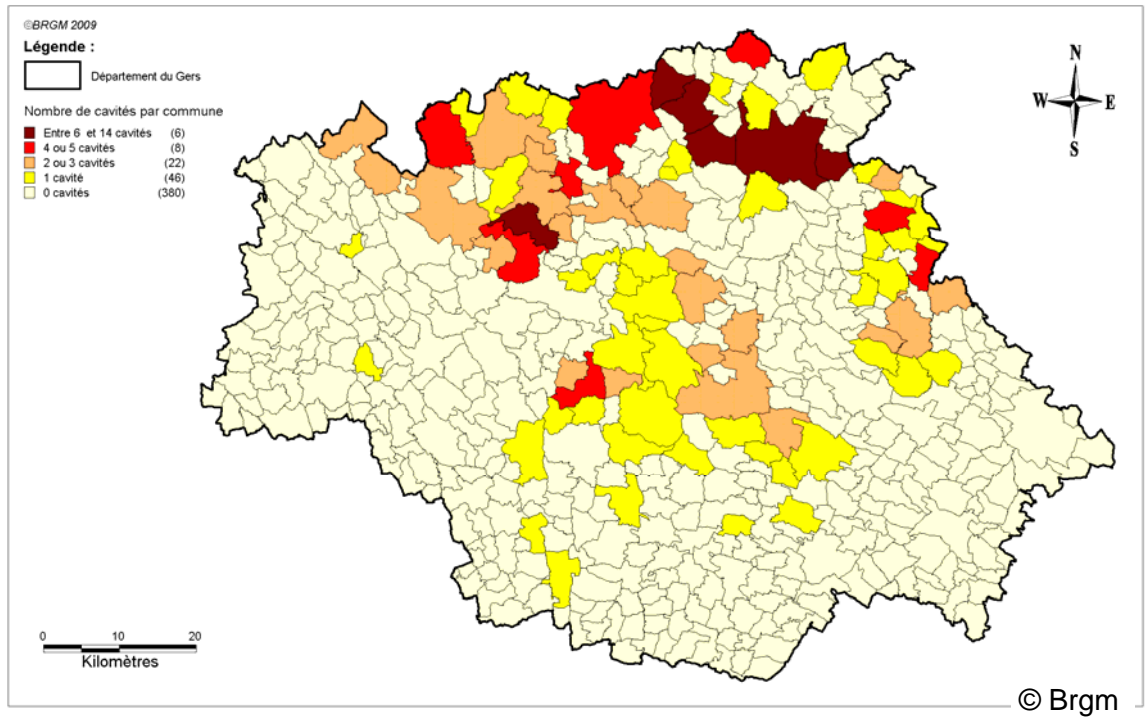 ©BRGM 2009
Légende :
Département du Gers
Nombre de cavités par commune
Entre 6 et 14 cavités (6)
4 ou 5 cavités (8)
2 ou 3 cavités (22)
1 cavité (46)
0 cavités (380)
N
W E
S
0 10 20
Kilomètres
© Brgm